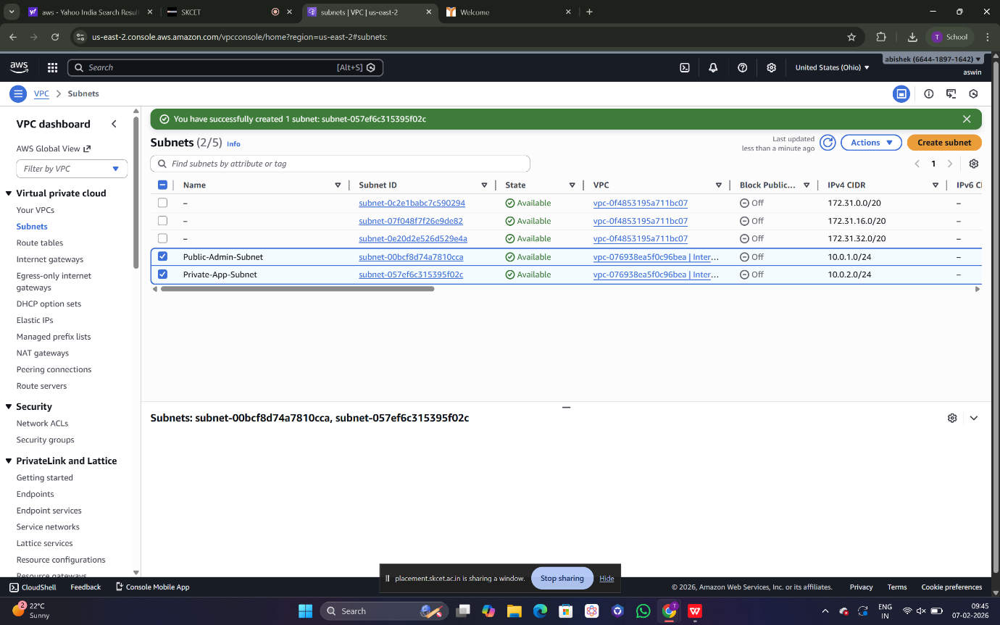 aws - Yahoo India Search Result
SKCET
subnets | VPC | us-east-2
Welcome
us-east-2.console.aws.amazon.com/vpcconsole/home?region=us-east-2#subnets:
T School
aws
Search [Alt+S]
United States (Ohio)
abishek (6644-1897-1642)
aswin
VPC Subnets
VPC dashboard
AWS Global View
Filter by VPC
Virtual private cloud
Your VPCs
Subnets
Route tables
Internet gateways
Egress-only internet
gateways
DHCP option sets
Elastic IPs
Managed prefix lists
NAT gateways
Peering connections
Route servers
Security
Network ACLs
Security groups
PrivateLink and Lattice
Getting started
Endpoints
Endpoint services
Service networks
Lattice services
Resource configurations
Resource gateways
You have successfully created 1 subnet: subnet-057ef6c315395f02c
Subnets (2/5) Info
Last updated
less than a minute ago
Actions
Create subnet
Find subnets by attribute or tag
1
Name Subnet ID State VPC Block Public... IPv4 CIDR IPv6 CI
– subnet-0c2e1babc7c590294 Available vpc-0f4853195a711bc07 Off 172.31.0.0/20 –
– subnet-07f048f7f26e9de82 Available vpc-0f4853195a711bc07 Off 172.31.16.0/20 –
– subnet-0e20d2e526d529e4a Available vpc-0f4853195a711bc07 Off 172.31.32.0/20 –
Public-Admin-Subnet subnet-00bcf8d74a7810cca Available vpc-076938ea5f0c96bea | Inter... Off 10.0.1.0/24 –
Private-App-Subnet subnet-057ef6c315395f02c Available vpc-076938ea5f0c96bea | Inter... Off 10.0.2.0/24 –
Subnets: subnet-00bcf8d74a7810cca, subnet-057ef6c315395f02c
placement.skcet.ac.in is sharing a window. Stop sharing Hide
CloudShell Feedback Console Mobile App
© 2026, Amazon Web Services, Inc. or its affiliates. Privacy Terms Cookie preferences
2
22°C
Sunny
Search
T
ENG
IN
09:45
07-02-2026